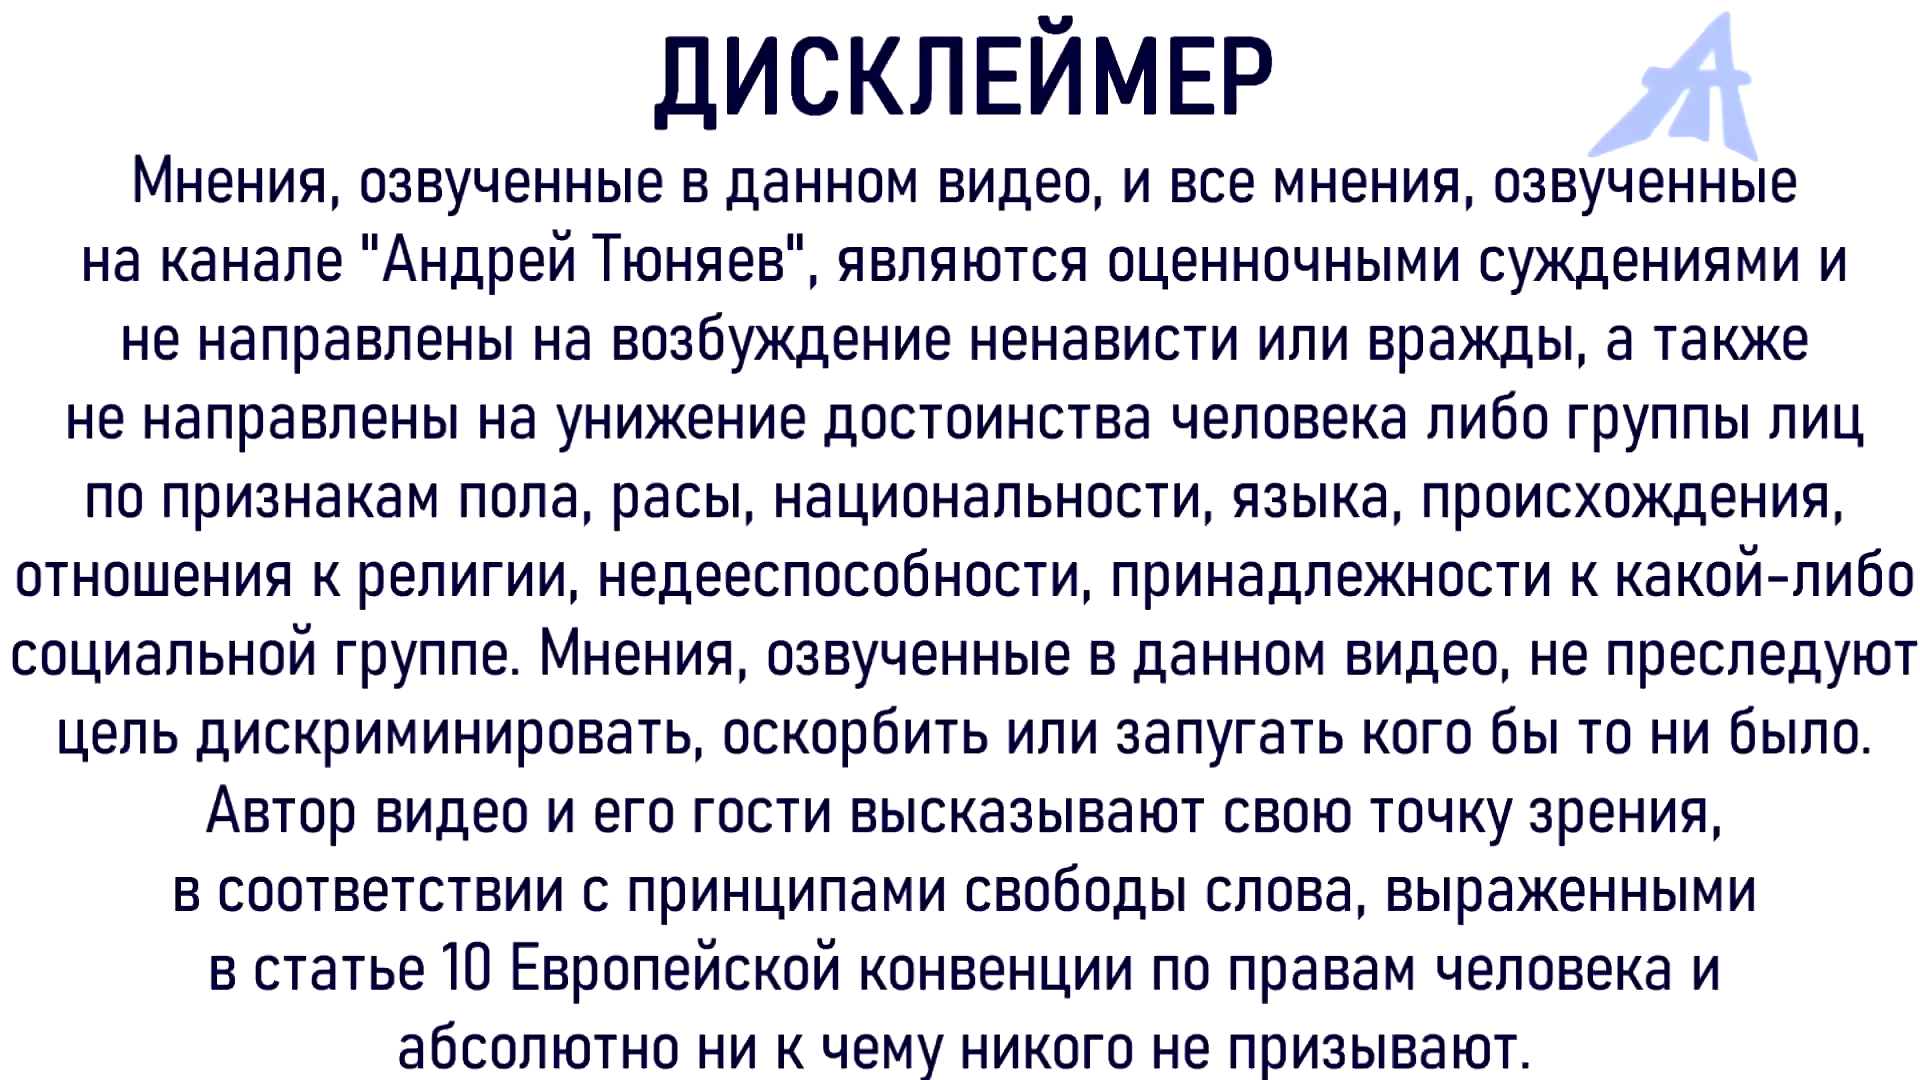 ДИСКЛЕЙМЕР
Мнения, озвученные в данном видео, и все мнения, озвученные
на канале "Андрей Тюняев", являются оценночными суждениями и
не направлены на возбуждение ненависти или вражды, а также
не направлены на унижение достоинства человека либо группы лиц
по признакам пола, расы, национальности, языка, происхождения,
отношения к религии, недееспособности, принадлежности к какой-либо
социальной группе. Мнения, озвученные в данном видео, не преследуют
цель дискриминировать, оскорбить или запугать кого бы то ни было.
Автор видео и его гости высказывают свою точку зрения,
в соответствии с принципами свободы слова, выраженными
в статье 10 Европейской конвенции по правам человека и
абсолютно ни к чему никого не призывают.